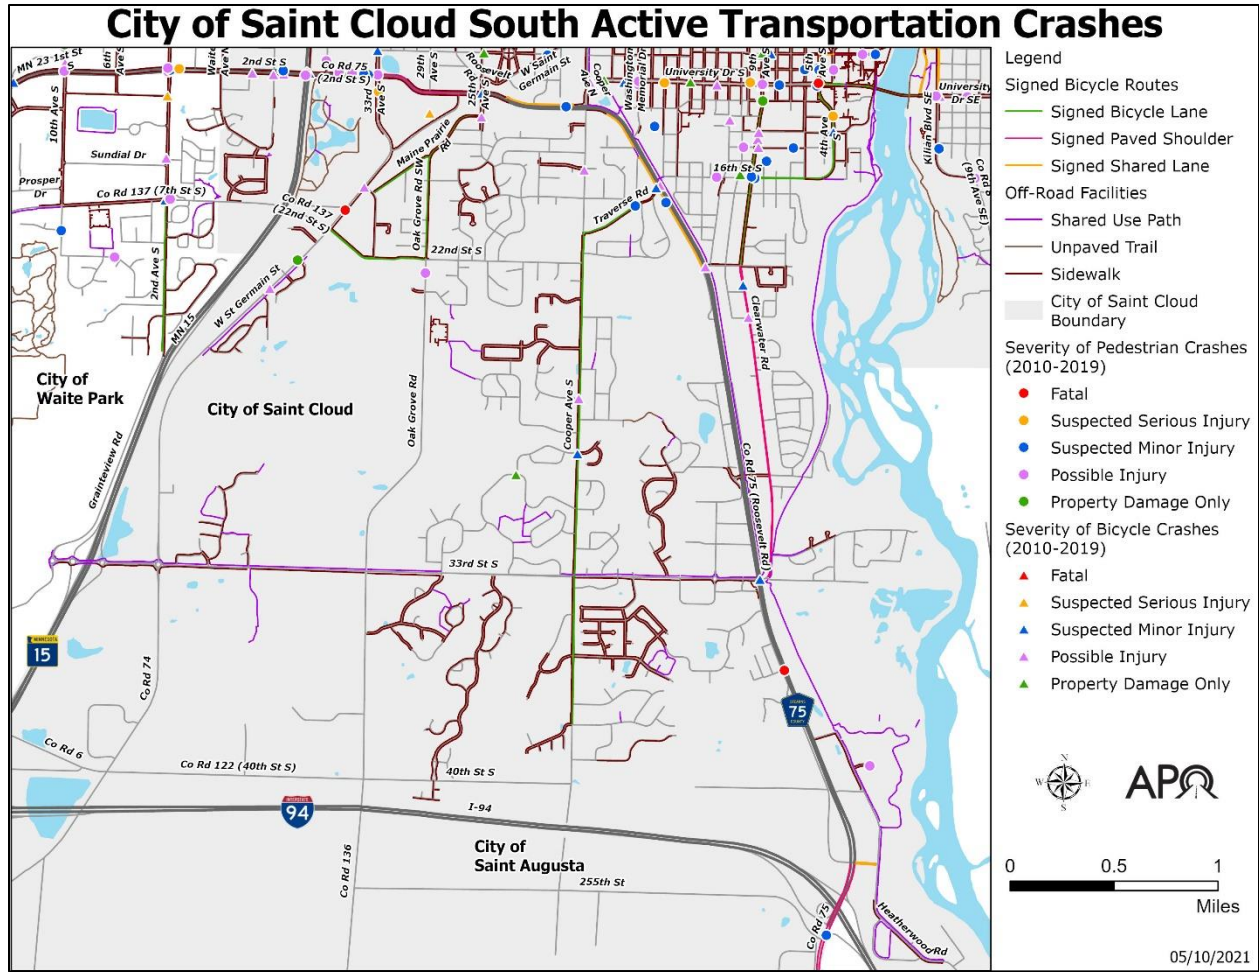 City of Saint Cloud South Active Transportation Crashes
MN 23 1st St S
6th Ave S
Waite Ave N
2nd St S
Co Rd 75 (2nd St S)
33rd Ave S
29th Ave S
25th Ave S
Roosevelt Rd
W Saint Germain St
Cooper Ave N
Washington Memorial Dr
University Dr S
9th Ave S
5th Ave S
4th Ave S
University Dr SE
Kilian Blvd SE
10th Ave S
Sundial Dr
Prosper Dr
Co Rd 137 (7th St S)
Maine Prairie Rd
Co Rd 137 (22nd St S)
Oak Grove Rd SW
22nd St S
Traverse Rd
16th St S
Co Rd 8 (9th Ave SE)
2nd Ave S
MN 15
W St Germain St
Clearwater Rd
City of
Waite Park
City of Saint Cloud
Oak Grove Rd
Cooper Ave S
Co Rd 75 (Roosevelt Rd)
Grainteview Rd
33rd St S
MINNESOTA
15
Co Rd 74
75
Co Rd 6
Co Rd 122 (40th St S)
40th St S
INTERSTATE
94
I-94
City of
Saint Augusta
Co Rd 136
255th St
Co Rd 75
Heatherwood Rd
Legend
Signed Bicycle Routes
Signed Bicycle Lane
Signed Paved Shoulder
Signed Shared Lane
Off-Road Facilities
Shared Use Path
Unpaved Trail
Sidewalk
City of Saint Cloud
Boundary
Severity of Pedestrian Crashes
(2010-2019)
Fatal
Suspected Serious Injury
Suspected Minor Injury
Possible Injury
Property Damage Only
Severity of Bicycle Crashes
(2010-2019)
Fatal
Suspected Serious Injury
Suspected Minor Injury
Possible Injury
Property Damage Only
N
W E
S
APO
0 0.5 1
Miles
05/10/2021